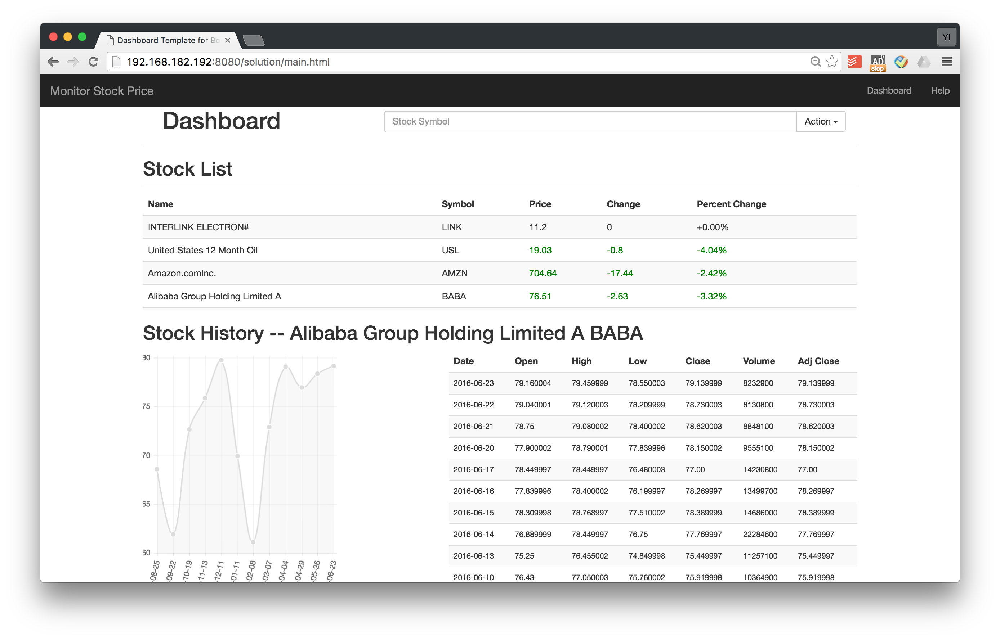 Dashboard Template for Bo
YI
192.168.182.192:8080/solution/main.html
AD
stop
Monitor Stock Price Dashboard Help
Dashboard Stock Symbol Action
Stock List
Name Symbol Price Change Percent Change
INTERLINK ELECTRON# LINK 11.2 0 +0.00%
United States 12 Month Oil USL 19.03 -0.8 -4.04%
Amazon.comInc. AMZN 704.64 -17.44 -2.42%
Alibaba Group Holding Limited A BABA 76.51 -2.63 -3.32%
Stock History -- Alibaba Group Holding Limited A BABA
80
75
70
65
60
-08-25
-09-22
-10-19
-11-13
-12-11
-01-11
-02-08
-03-07
-04-04
-04-29
-05-26
-06-23
Date Open High Low Close Volume Adj Close
2016-06-23 79.160004 79.459999 78.550003 79.139999 8232900 79.139999
2016-06-22 79.040001 79.120003 78.209999 78.730003 8130800 78.730003
2016-06-21 78.75 79.080002 78.400002 78.620003 8848100 78.620003
2016-06-20 77.900002 78.790001 77.839996 78.150002 9555100 78.150002
2016-06-17 78.449997 78.449997 76.480003 77.00 14230800 77.00
2016-06-16 77.839996 78.400002 76.199997 78.269997 13499700 78.269997
2016-06-15 78.309998 78.768997 77.510002 78.389999 14686000 78.389999
2016-06-14 76.889999 78.449997 76.75 77.769997 22284600 77.769997
2016-06-13 75.25 76.455002 74.849998 75.449997 11257100 75.449997
2016-06-10 76.43 77.050003 75.760002 75.919998 10364900 75.919998